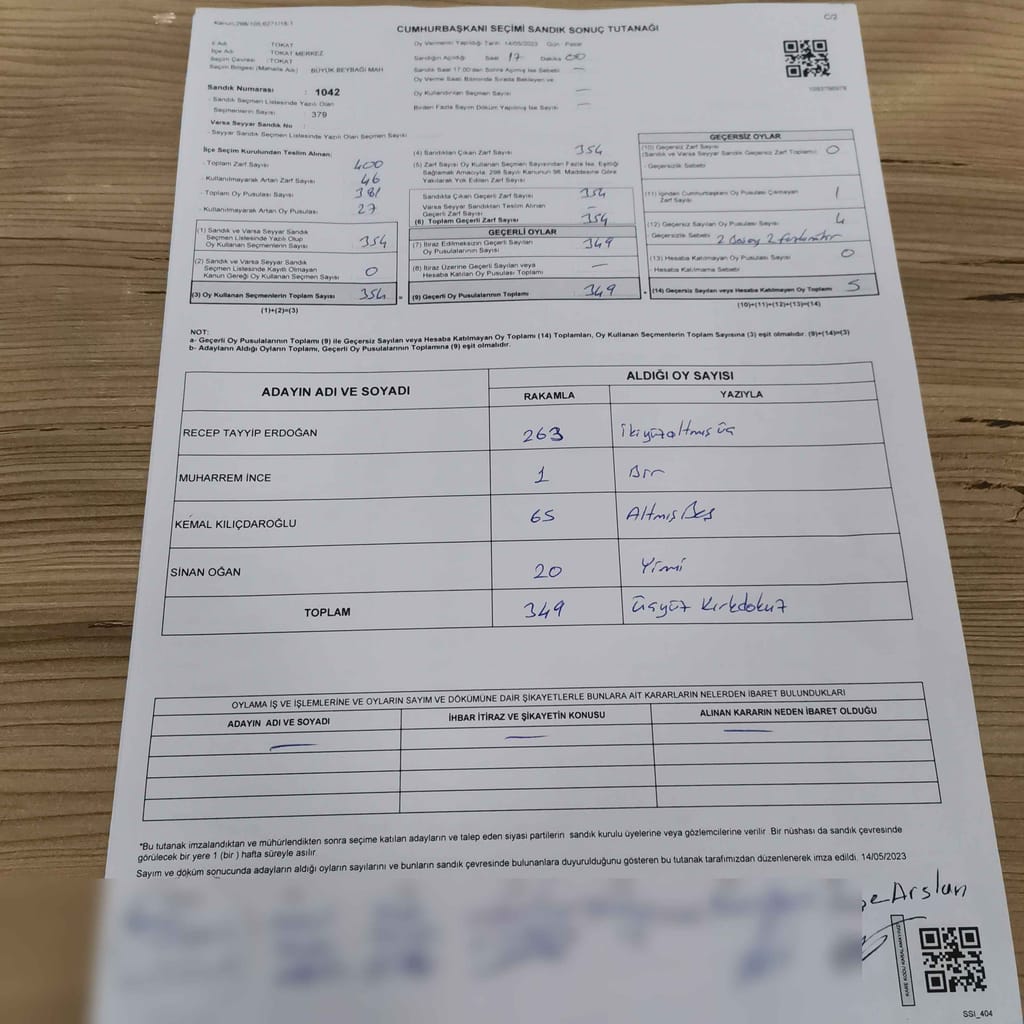 Kanun:298/105,6271/18/1
C/2
CUMHURBAŞKANI SEÇİMİ SANDIK SONUÇ TUTANAĞI
İl Adı : TOKAT
İlçe Adı : TOKAT MERKEZ
Seçim Çevresi : TOKAT
Seçim Bölgesi (Mahalle Adı) : BÜYÜK BEYBAĞI MAH
Oy Vermenin Yapıldığı Tarih 14/05/2023 Gün : Pazar
Sandığın Açıldığı Saat 17 Dakika 00
Sandık Saat 17:00'den Sonra Açılmış İse Sebebi —
Oy Verme Saati Bitiminde Sırada Bekleyen ve
Oy Kullandırılan Seçmen Sayısı —
Birden Fazla Sayım Döküm Yapılmış İse Sayısı —
Sandık Numarası : 1042
- Sandık Seçmen Listesinde Yazılı Olan
Seçmenlerin Sayısı : 379
Varsa Seyyar Sandık No
- Seyyar Sandık Seçmen Listesinde Yazılı Olan Seçmen Sayısı
İlçe Seçim Kurulundan Teslim Alınan:
- Toplam Zarf Sayısı 400
- Kullanılmayarak Artan Zarf Sayısı 46
- Toplam Oy Pusulası Sayısı 381
- Kullanılmayarak Artan Oy Pusulası 27
(1) Sandık ve Varsa Seyyar Sandık
Seçmen Listesinde Yazılı Olup
Oy Kullanan Seçmenlerin Sayısı 354
(2) Sandık ve Varsa Seyyar Sandık
Seçmen Listesinde Kayıtlı Olmayan
Kanun Gereği Oy Kullanan Seçmen Sayısı 0
(3) Oy Kullanan Seçmenlerin Toplam Sayısı 354
(1)+(2)=(3)
(4) Sandıktan Çıkan Zarf Sayısı 354
(5) Zarf Sayısı Oy Kullanan Seçmen Sayısından Fazla İse, Eşitliği
Sağlamak Amacıyla, 298 Sayılı Kanunun 98. Maddesine Göre
Yakılarak Yok Edilen Zarf Sayısı
Sandıkta Çıkan Geçerli Zarf Sayısı 354
Varsa Seyyar Sandıktan Teslim Alınan
Geçerli Zarf Sayısı —
(6) Toplam Geçerli Zarf Sayısı 354
GEÇERLİ OYLAR
(7) İtiraz Edilmeksizin Geçerli Sayılan
Oy Pusulalarının Sayısı 349
(8) İtiraz Üzerine Geçerli Sayılan veya
Hesaba Katılan Oy Pusulası Toplamı —
(9) Geçerli Oy Pusulalarının Toplamı 349
GEÇERSİZ OYLAR
(10) Geçersiz Zarf Sayısı
(Sandık ve Varsa Seyyar Sandık Geçersiz Zarf Toplamı) 0
- Geçersizlik Sebebi
(11) İçinden Cumhurbaşkanı Oy Pusulası Çıkmayan
Zarf Sayısı 1
(12) Geçersiz Sayılan Oy Pusulası Sayısı 4
- Geçersizlik Sebebi 2
(13) Hesaba Katılmayan Oy Pusulası Sayısı 0
Hesaba Katılmama Sebebi
(14) Geçersiz Sayılan veya Hesaba Katılmayan Oy Toplamı 5
(10)+(11)+(12)+(13)=(14)
NOT:
a- Geçerli Oy Pusulalarının Toplamı (9) ile Geçersiz Sayılan veya Hesaba Katılmayan Oy Toplamı (14) Toplamları, Oy Kullanan Seçmenlerin Toplam Sayısına (3) eşit olmalıdır. (9)+(14)=(3)
b- Adayların Aldığı Oyların Toplamı, Geçerli Oy Pusulalarının Toplamına (9) eşit olmalıdır.
ADAYIN ADI VE SOYADI
ALDIĞI OY SAYISI
RAKAMLA YAZIYLA
RECEP TAYYİP ERDOĞAN 263 ikiyüzaltmış üç
MUHARREM İNCE 1 Bir
KEMAL KILIÇDAROĞLU 65 Altmış Beş
SİNAN OĞAN 20 Yirmi
TOPLAM 349 Üçyüz Kırkdokuz
OYLAMA İŞ VE İŞLEMLERİNE VE OYLARIN SAYIM VE DÖKÜMÜNE DAİR ŞİKAYETLERLE BUNLARA AİT KARARLARIN NELERDEN İBARET BULUNDUKLARI
ADAYIN ADI VE SOYADI İHBAR İTİRAZ VE ŞİKAYETİN KONUSU ALINAN KARARIN NEDEN İBARET OLDUĞU
— — —
"Bu tutanak imzalandıktan ve mühürlendikten sonra seçime katılan adayların ve talep eden siyasi partilerin sandık kurulu üyelerine veya gözlemcilerine verilir. Bir nüshası da sandık çevresinde
görülecek bir yere 1 (bir ) hafta süreyle asılır.
Sayım ve döküm sonucunda adayların aldığı oyların sayılarını ve bunların sandık çevresinde bulunanlara duyurulduğunu gösteren bu tutanak tarafımızdan düzenlenerek imza edildi. 14/05/2023
Arslan
KARE KODU KARALAMAYINIZ
SSI_404